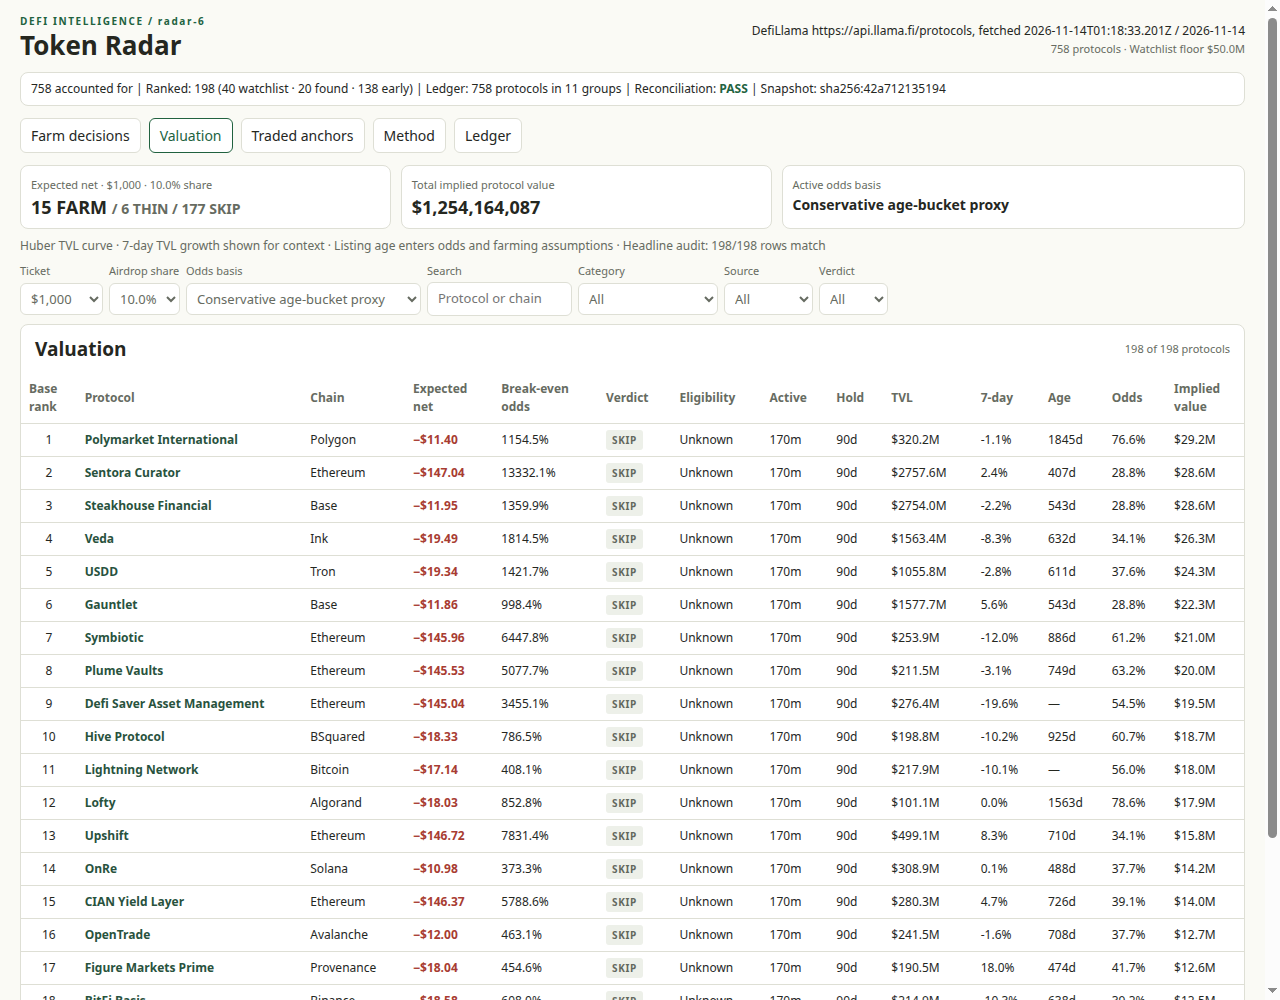 DEFI INTELLIGENCE / radar-6
Token Radar
DefiLlama https://api.llama.fi/protocols, fetched 2026-11-14T01:18:33.201Z / 2026-11-14
758 protocols · Watchlist floor $50.0M
758 accounted for | Ranked: 198 (40 watchlist · 20 found · 138 early) | Ledger: 758 protocols in 11 groups | Reconciliation: PASS | Snapshot: sha256:42a712135194
Farm decisions Valuation Traded anchors Method Ledger
Expected net · $1,000 · 10.0% share
15 FARM / 6 THIN / 177 SKIP
Total implied protocol value
$1,254,164,087
Active odds basis
Conservative age-bucket proxy
Huber TVL curve · 7-day TVL growth shown for context · Listing age enters odds and farming assumptions · Headline audit: 198/198 rows match
Ticket Airdrop share Odds basis Search Category Source Verdict
$1,000 10.0% Conservative age-bucket proxy Protocol or chain All All All
Valuation
198 of 198 protocols
Base rank Protocol Chain Expected net Break-even odds Verdict Eligibility Active Hold TVL 7-day Age Odds Implied value
1 Polymarket International Polygon −$11.40 1154.5% SKIP Unknown 170m 90d $320.2M -1.1% 1845d 76.6% $29.2M
2 Sentora Curator Ethereum −$147.04 13332.1% SKIP Unknown 170m 90d $2757.6M 2.4% 407d 28.8% $28.6M
3 Steakhouse Financial Base −$11.95 1359.9% SKIP Unknown 170m 90d $2754.0M -2.2% 543d 28.8% $28.6M
4 Veda Ink −$19.49 1814.5% SKIP Unknown 170m 90d $1563.4M -8.3% 632d 34.1% $26.3M
5 USDD Tron −$19.34 1421.7% SKIP Unknown 170m 90d $1055.8M -2.8% 611d 37.6% $24.3M
6 Gauntlet Base −$11.86 998.4% SKIP Unknown 170m 90d $1577.7M 5.6% 543d 28.8% $22.3M
7 Symbiotic Ethereum −$145.96 6447.8% SKIP Unknown 170m 90d $253.9M -12.0% 886d 61.2% $21.0M
8 Plume Vaults Ethereum −$145.53 5077.7% SKIP Unknown 170m 90d $211.5M -3.1% 749d 63.2% $20.0M
9 Defi Saver Asset Management Ethereum −$145.04 3455.1% SKIP Unknown 170m 90d $276.4M -19.6% — 54.5% $19.5M
10 Hive Protocol BSquared −$18.33 786.5% SKIP Unknown 170m 90d $198.8M -10.2% 925d 60.7% $18.7M
11 Lightning Network Bitcoin −$17.14 408.1% SKIP Unknown 170m 90d $217.9M -10.1% — 56.0% $18.0M
12 Lofty Algorand −$18.03 852.8% SKIP Unknown 170m 90d $101.1M 0.0% 1563d 78.6% $17.9M
13 Upshift Ethereum −$146.72 7831.4% SKIP Unknown 170m 90d $499.1M 8.3% 710d 34.1% $15.8M
14 OnRe Solana −$10.98 373.3% SKIP Unknown 170m 90d $308.9M 0.1% 488d 37.7% $14.2M
15 CIAN Yield Layer Ethereum −$146.37 5788.6% SKIP Unknown 170m 90d $280.3M 4.7% 726d 39.1% $14.0M
16 OpenTrade Avalanche −$12.00 463.1% SKIP Unknown 170m 90d $241.5M -1.6% 708d 37.7% $12.7M
17 Figure Markets Prime Provenance −$18.04 454.6% SKIP Unknown 170m 90d $190.5M 18.0% 474d 41.7% $12.6M